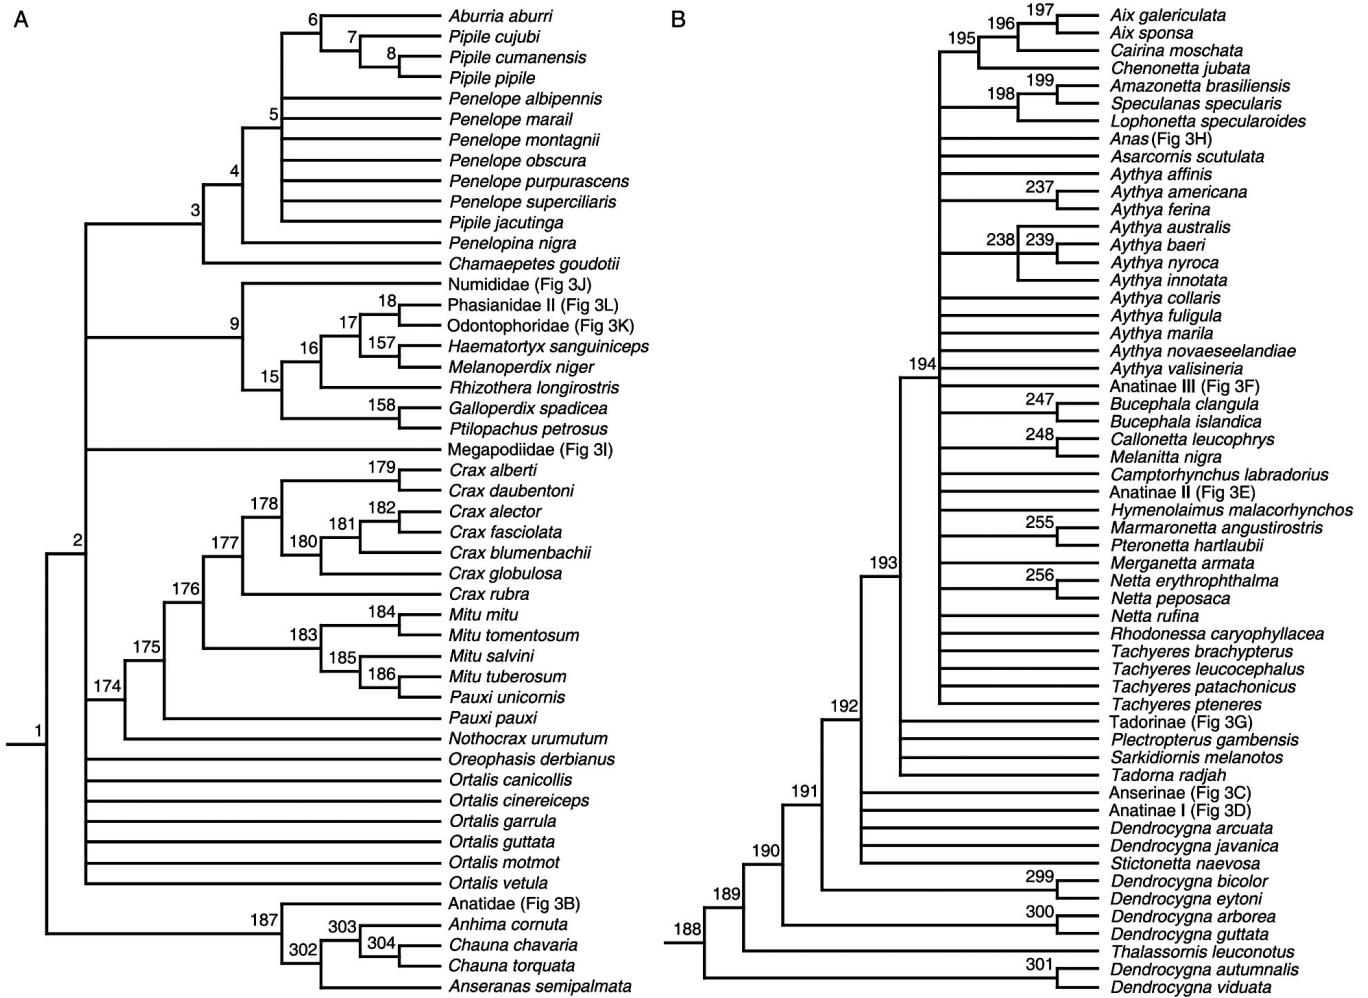 A
6
Aburria aburri
7
Pipile cujubi
8
Pipile cumanensis
Pipile pipile
Penelope albipennis
5
Penelope marail
Penelope montagnii
Penelope obscura
4
Penelope purpurascens
Penelope superciliaris
3
Pipile jacutinga
Penelopina nigra
Chamaepetes goudotii
Numididae (Fig 3J)
18
Phasianidae II (Fig 3L)
9
17
Odontophoridae (Fig 3K)
16
157
Haematortyx sanguiniceps
Melanoperdix niger
15
Rhizothera longirostris
158
Galloperdix spadicea
Ptilopachus petrosus
Megapodiidae (Fig 3I)
179
Crax alberti
Crax daubentoni
178
182
Crax alector
181
Crax fasciolata
177
180
Crax blumenbachii
Crax globulosa
176
Crax rubra
184
Mitu mitu
183
Mitu tomentosum
175
185
Mitu salvini
186
Mitu tuberosum
174
Pauxi unicornis
Pauxi pauxi
Nothocrax urumutum
2
1
Oreophasis derbianus
Ortalis canicollis
Ortalis cinereiceps
Ortalis garrula
Ortalis guttata
Ortalis motmot
Ortalis vetula
Anatidae (Fig 3B)
187
303
Anhima cornuta
302
304
Chauna chavaria
Chauna torquata
Anseranas semipalmata
B
197
Aix galericulata
196
Aix sponsa
195
Cairina moschata
Chenonetta jubata
199
Amazonetta brasiliensis
198
Speculanas specularis
Lophonetta specularoides
Anas (Fig 3H)
Asarcornis scutulata
Aythya affinis
237
Aythya americana
Aythya ferina
Aythya australis
238
239
Aythya baeri
Aythya nyroca
Aythya innotata
Aythya collaris
Aythya fuligula
Aythya marila
Aythya novaeseelandiae
194
Aythya valisineria
Anatinae III (Fig 3F)
247
Bucephala clangula
Bucephala islandica
248
Callonetta leucophrys
Melanitta nigra
Camptorhynchus labradorius
Anatinae II (Fig 3E)
Hymenolaimus malacorhynchos
255
Marmaronetta angustirostris
Pteronetta hartlaubii
193
Merganetta armata
256
Netta erythrophthalma
Netta peposaca
Netta rufina
Rhodonessa caryophyllacea
Tachyeres brachypterus
Tachyeres leucocephalus
Tachyeres patachonicus
192
Tachyeres pteneres
Tadorinae (Fig 3G)
Plectropterus gambensis
Sarkidiornis melanotos
Tadorna radjah
191
Anserinae (Fig 3C)
Anatinae I (Fig 3D)
Dendrocygna arcuata
190
Dendrocygna javanica
Stictonetta naevosa
299
Dendrocygna bicolor
189
Dendrocygna eytoni
300
Dendrocygna arborea
188
Dendrocygna guttata
Thalassornis leuconotus
301
Dendrocygna autumnalis
Dendrocygna viduata